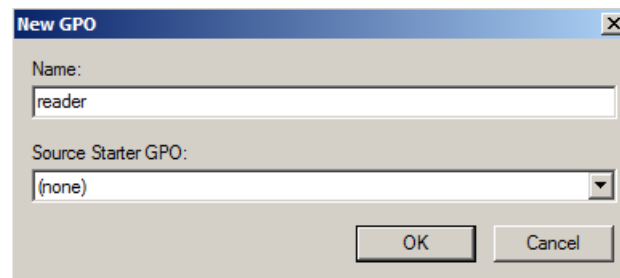 New GPO
Name:
reader
Source Starter GPO:
(none)
OK Cancel